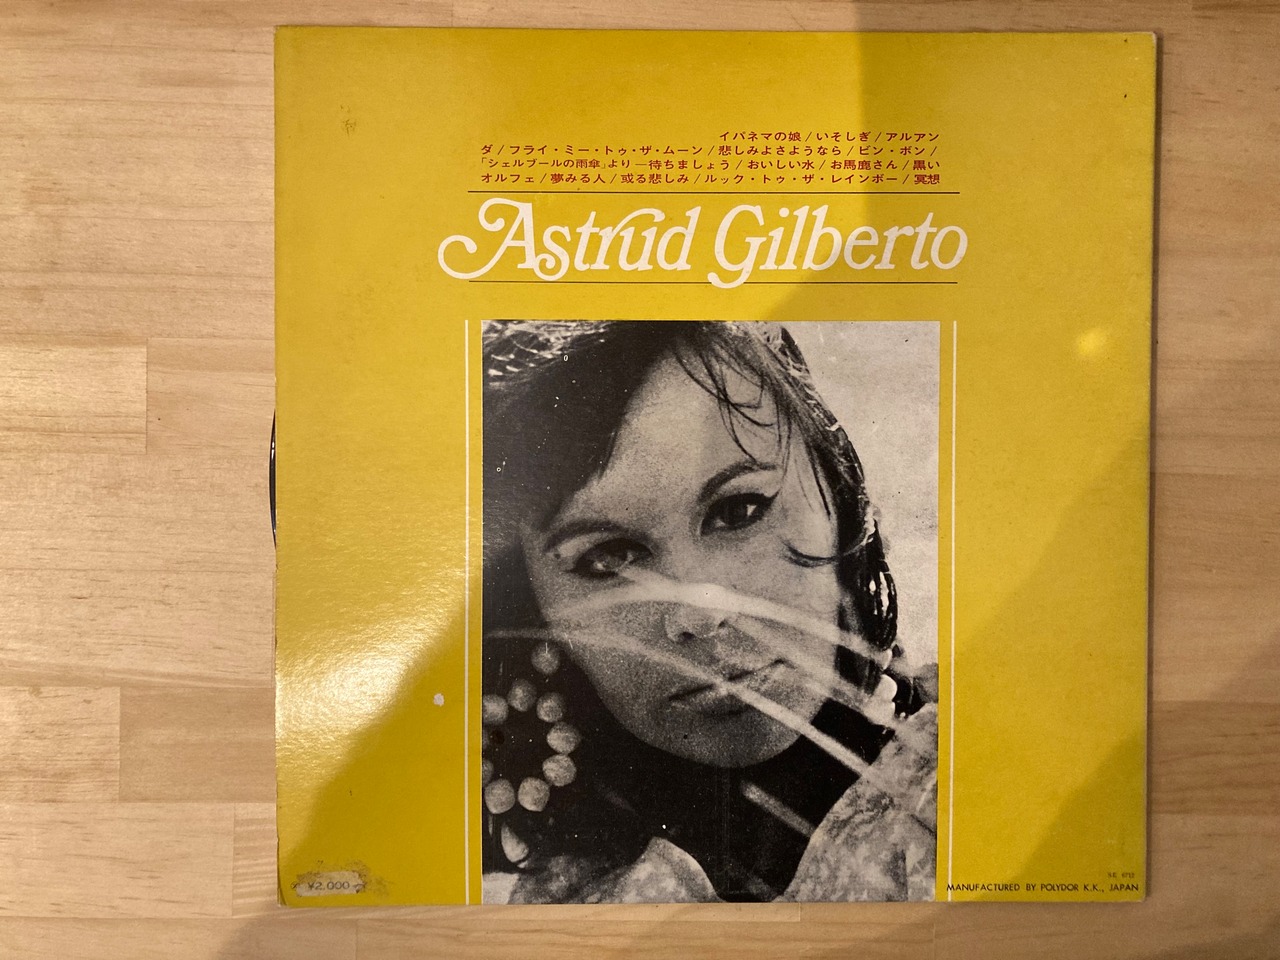 イパネマの娘/いそしぎ/アルアン
ダ/フライ・ミー・トゥ・ザ・ムーン/悲しみよさようなら/ビン・ボン/
「シェルブールの雨傘」より―待ちましょう/おいしい水/お馬鹿さん/黒い
オルフェ/夢みる人/或る悲しみ/ルック・トゥ・ザ・レインボー/冥想
Astrud Gilberto
¥2,000
MANUFACTURED BY POLYDOR K.K., JAPAN